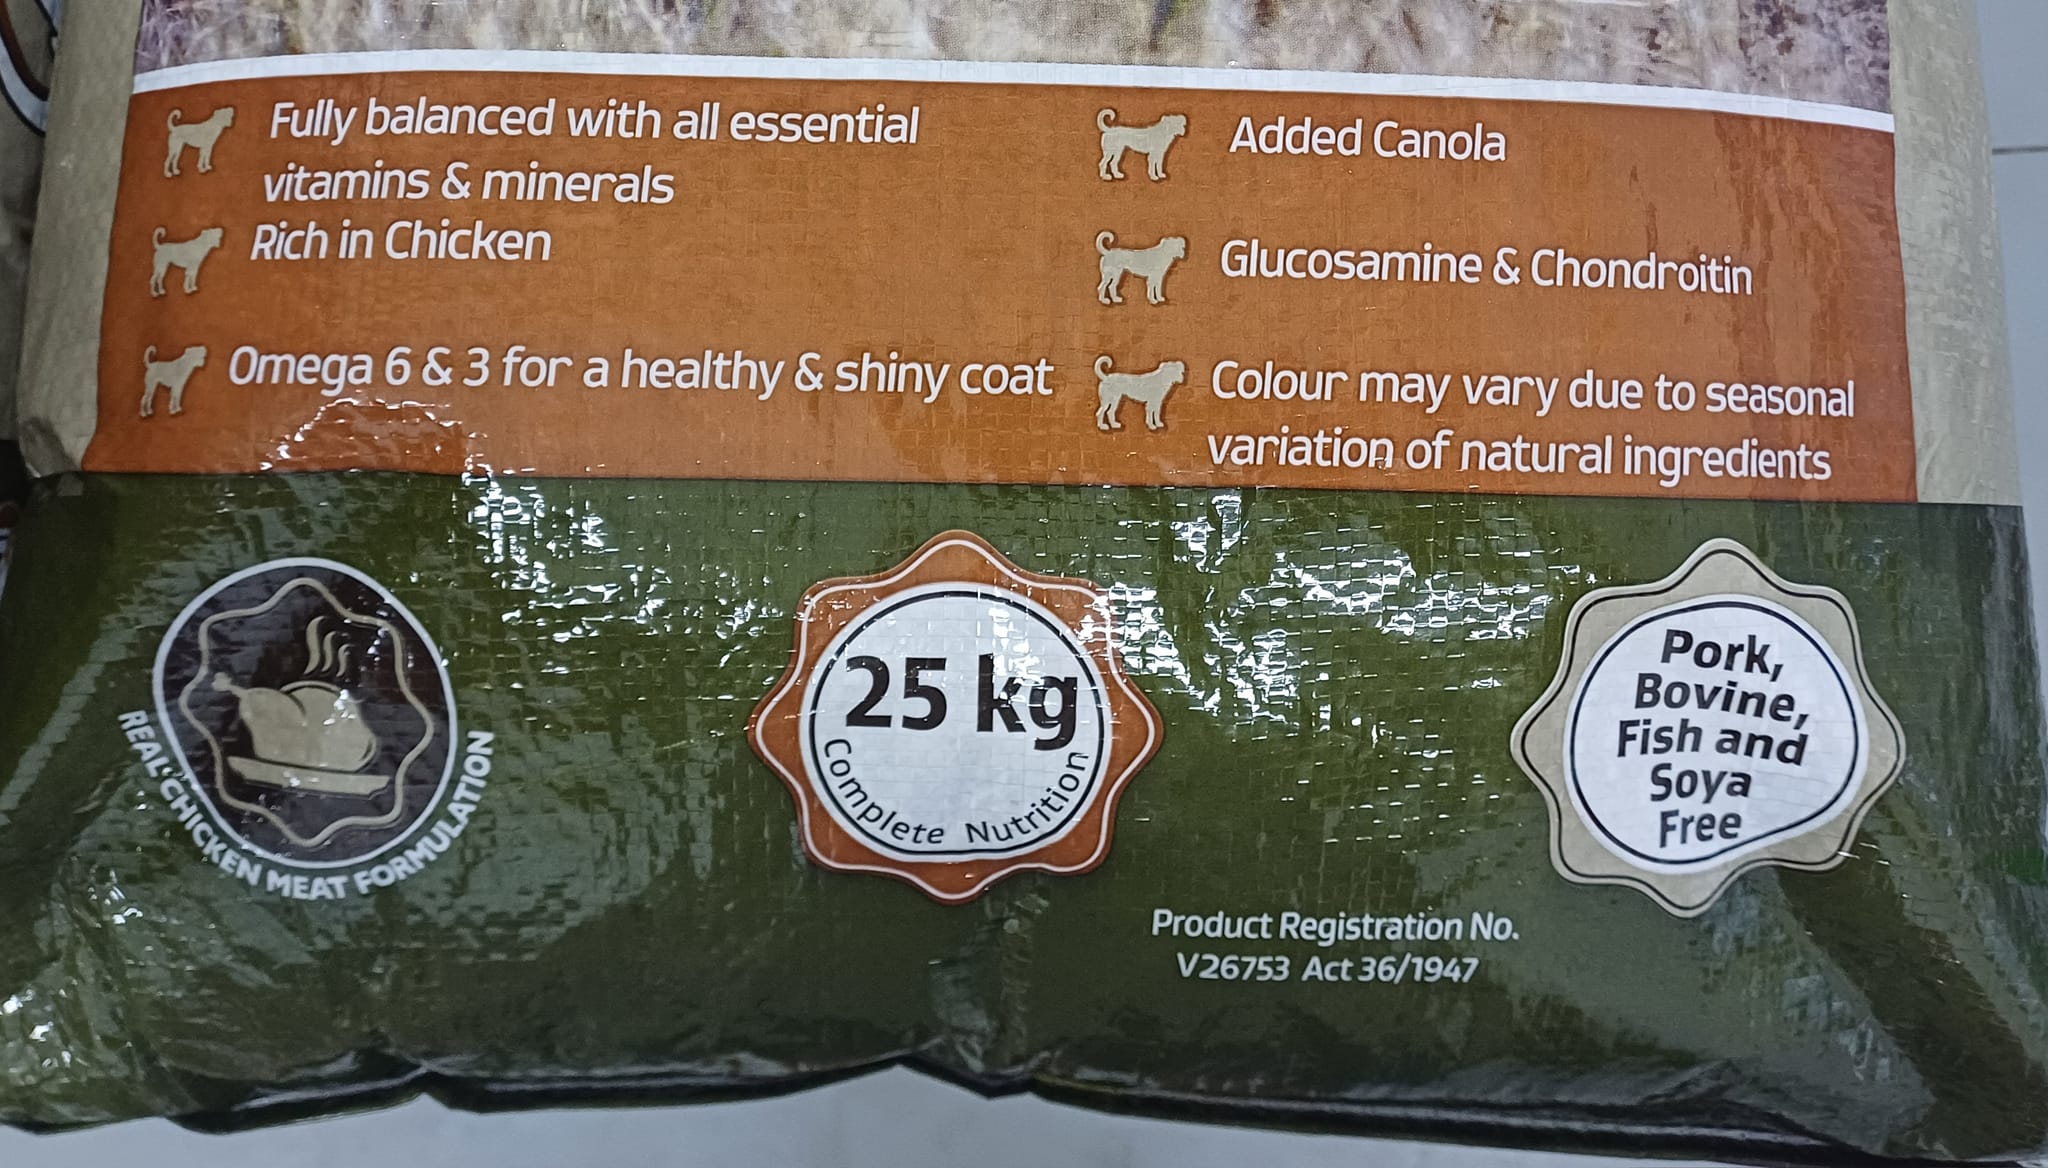 Fully balanced with all essential
vitamins & minerals
Rich in Chicken
Omega 6 & 3 for a healthy & shiny coat
Added Canola
Glucosamine & Chondroitin
Colour may vary due to seasonal
variation of natural ingredients
REAL CHICKEN MEAT FORMULATION
25 kg
Complete Nutrition
Pork,
Bovine,
Fish and
Soya
Free
Product Registration No.
V26753 Act 36/1947